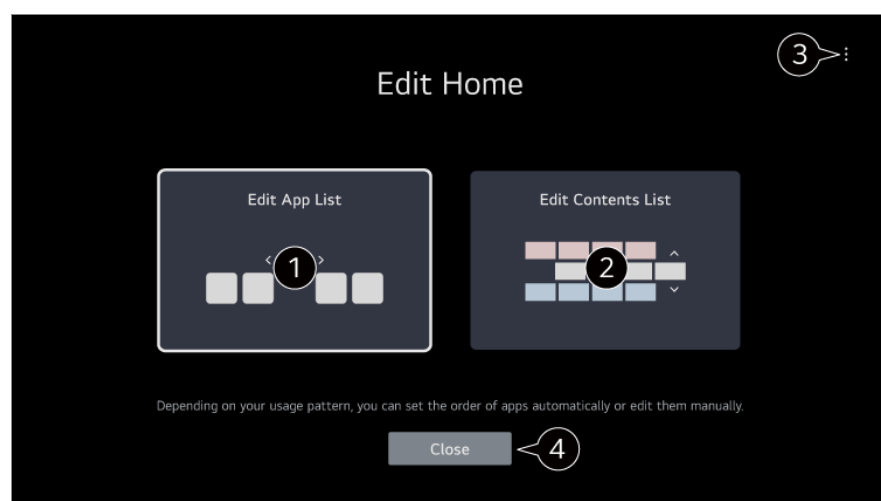 3
Edit Home
Edit App List
Edit Contents List
1
2
Depending on your usage pattern, you can set the order of apps automatically or edit them manually.
Close
4